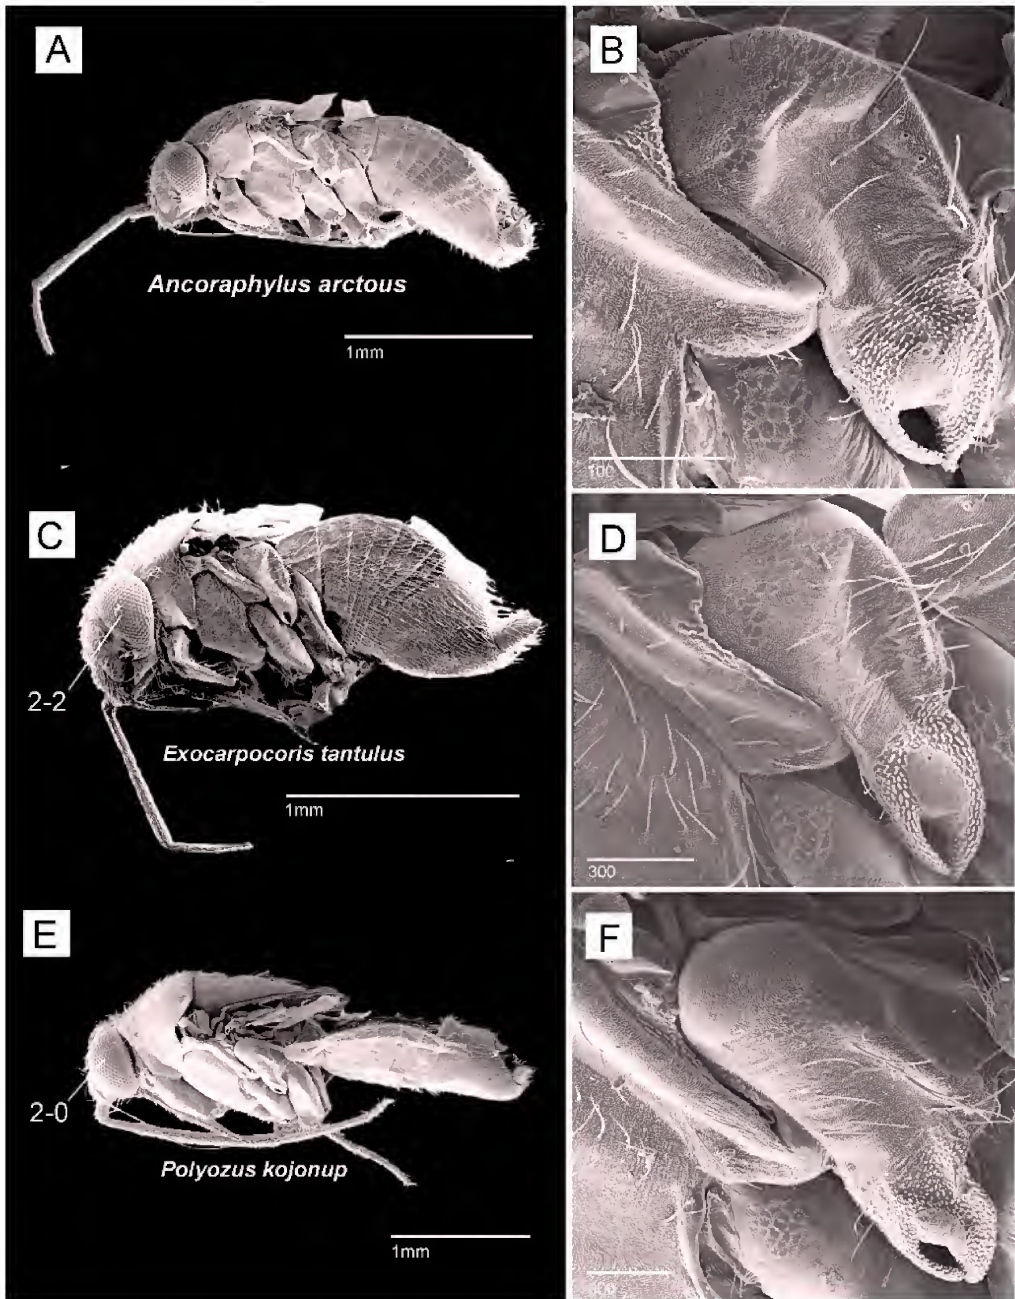 A
B
Ancoraphylus arctous
1mm
100
C
D
2-2
Exocarpocoris tantulus
1mm
300
E
F
2-0
Polyozus kojonup
1mm